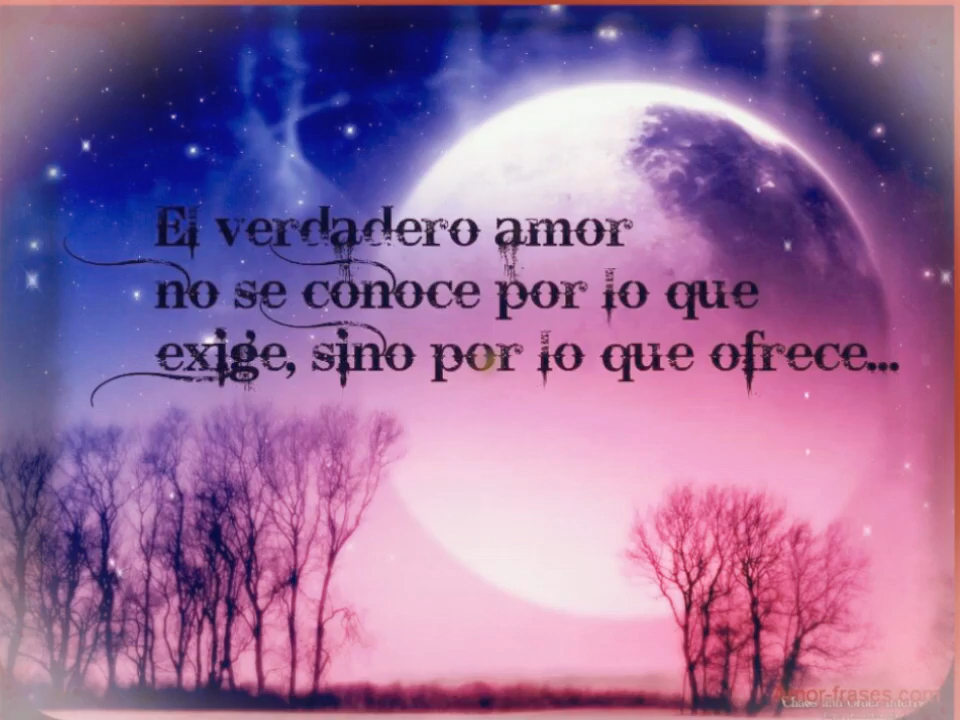 El verdadero amor
no se conoce por lo que
exige, sino por lo que ofrece...
Amor-frases.com